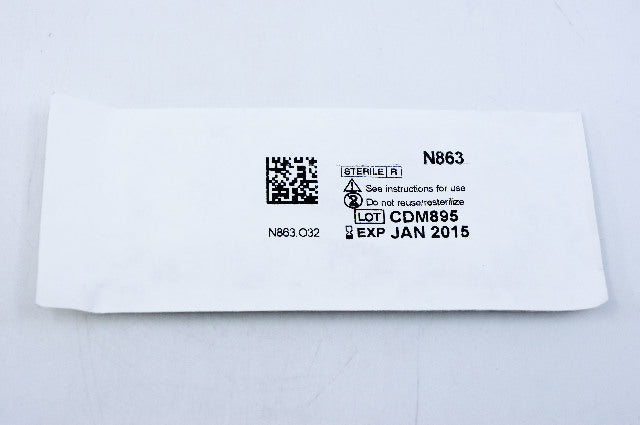 N863
STERILE R
See instructions for use
Do not reuse/resterilize
LOT CDM895
N863.O32
EXP JAN 2015